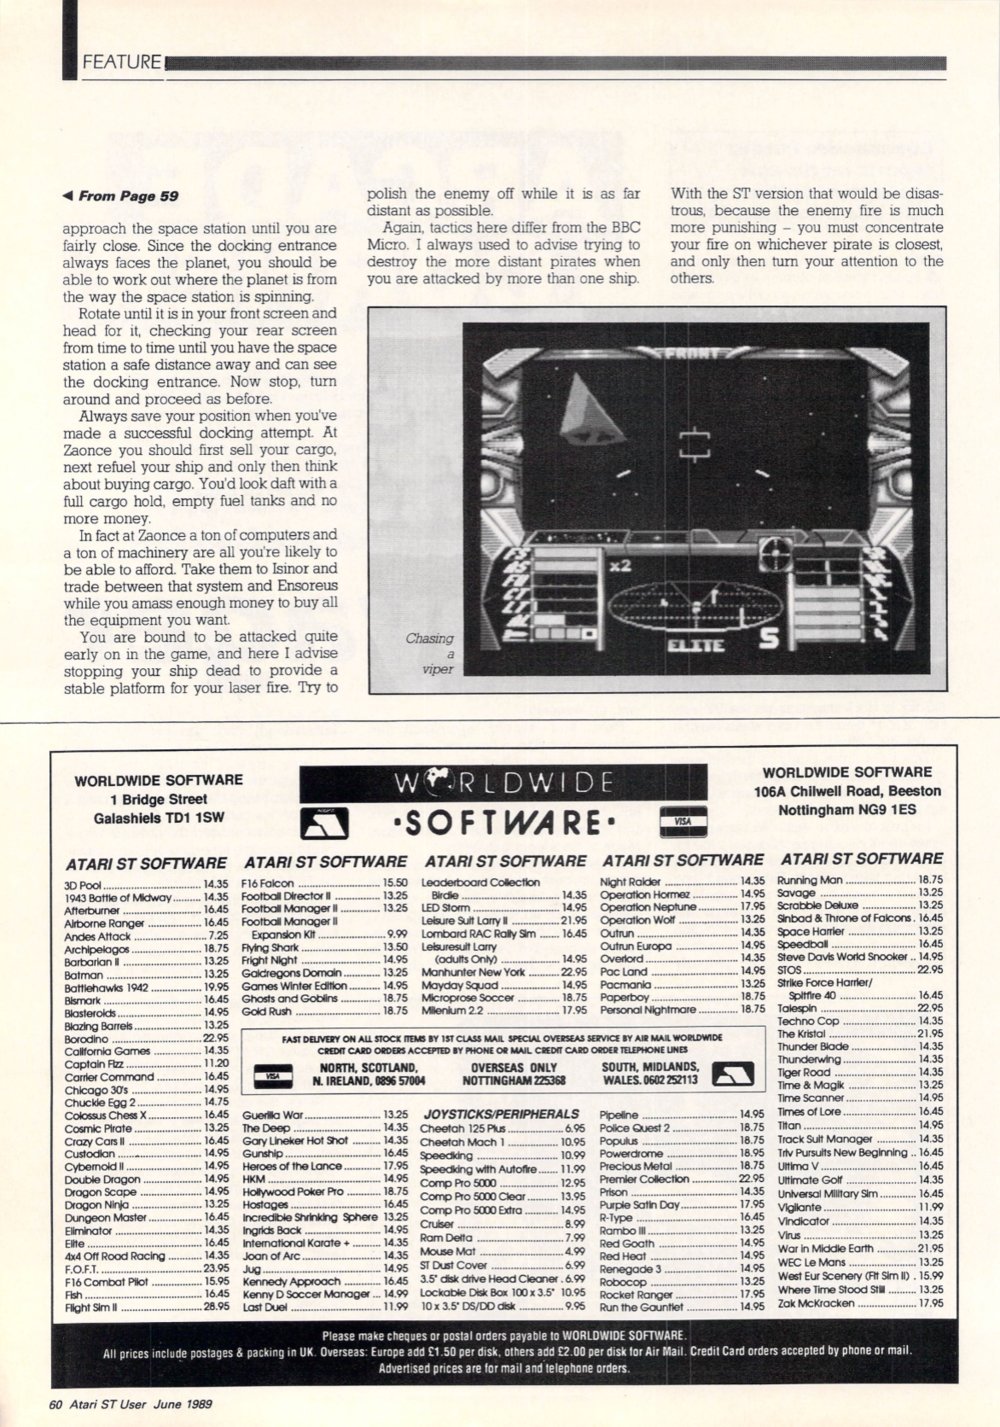 FEATURE
◄ From Page 59
approach the space station until you are
fairly close. Since the docking entrance
always faces the planet, you should be
able to work out where the planet is from
the way the space station is spinning.
Rotate until it is in your front screen and
head for it, checking your rear screen
from time to time until you have the space
station a safe distance away and can see
the docking entrance. Now stop, turn
around and proceed as before.
Always save your position when you've
made a successful docking attempt. At
Zaonce you should first sell your cargo,
next refuel your ship and only then think
about buying cargo. You'd look daft with a
full cargo hold, empty fuel tanks and no
more money.
In fact at Zaonce a ton of computers and
a ton of machinery are all you're likely to
be able to afford. Take them to Isinor and
trade between that system and Ensoreus
while you amass enough money to buy all
the equipment you want.
You are bound to be attacked quite
early on in the game, and here I advise
stopping your ship dead to provide a
stable platform for your laser fire. Try to
polish the enemy off while it is as far
distant as possible.
Again, tactics here differ from the BBC
Micro. I always used to advise trying to
destroy the more distant pirates when
you are attacked by more than one ship.
With the ST version that would be disas-
trous, because the enemy fire is much
more punishing – you must concentrate
your fire on whichever pirate is closest,
and only then turn your attention to the
others.
FRONT
x2
ELITE
S
Chasing
a
viper
WORLDWIDE SOFTWARE
1 Bridge Street
Galashiels TD1 1SW
WORLDWIDE
·SOFTWARE·
VISA
WORLDWIDE SOFTWARE
106A Chilwell Road, Beeston
Nottingham NG9 1ES
ATARI ST SOFTWARE
3D Pool 14.35
1943 Battle of Midway 14.35
Afterburner 16.45
Airborne Ranger 16.45
Andes Attack 7.25
Archipelagos 18.75
Barbarian II 13.25
Batman 13.25
Battlehawks 1942 19.95
Bismark 16.45
Blasteroids 14.95
Blazing Barrels 13.25
Borodino 22.95
California Games 14.35
Captain Fizz 11.20
Carrier Command 16.45
Chicago 30's 14.95
Chuckle Egg 2 14.75
Colossus Chess X 16.45
Cosmic Pirate 13.25
Crazy Cars II 16.45
Custodian 14.95
Cybernoid II 14.95
Double Dragon 14.95
Dragon Scape 14.95
Dragon Ninja 13.25
Dungeon Master 16.45
Eliminator 14.35
Elite 16.45
4x4 Off Road Racing 14.35
F.O.F.T. 23.95
F16 Combat Pilot 15.95
Fish 16.45
Flight Sim II 28.95
ATARI ST SOFTWARE
F16 Falcon 15.50
Football Director II 13.25
Football Manager II 13.25
Football Manager II
Expansion Kit 9.99
Flying Shark 13.50
Fright Night 14.95
Galdregons Domain 13.25
Games Winter Edition 14.95
Ghosts and Goblins 18.75
Gold Rush 18.75
ATARI ST SOFTWARE
Leaderboard Collection
Birdie 14.35
LED Storm 14.95
Leisure Suit Larry II 21.95
Lombard RAC Rally Sim 16.45
Leisuresuit Larry
(adults Only) 14.95
Manhunter New York 22.95
Mayday Squad 14.95
Microprose Soccer 18.75
Milenium 2.2 17.95
ATARI ST SOFTWARE
Night Raider 14.35
Operation Hormez 14.95
Operation Neptune 17.95
Operation Wolf 13.25
Outrun 14.35
Outrun Europa 14.95
Overlord 14.35
Pac Land 14.95
Pacmania 13.25
Paperboy 18.75
Personal Nightmare 18.75
FAST DELIVERY ON ALL STOCK ITEMS BY 1ST CLASS MAIL SPECIAL OVERSEAS SERVICE BY AIR MAIL WORLDWIDE
CREDIT CARD ORDERS ACCEPTED BY PHONE OR MAIL. CREDIT CARD ORDER TELEPHONE LINES
VISA
NORTH, SCOTLAND,
N. IRELAND, 0896 57004
OVERSEAS ONLY
NOTTINGHAM 225368
SOUTH, MIDLANDS,
WALES. 0602 252113
Guerilla War 13.25
The Deep 14.35
Gary Lineker Hot Shot 14.35
Gunship 16.45
Heroes of the Lance 17.95
HKM 14.95
Hollywood Poker Pro 18.75
Hostages 16.45
Incredible Shrinking Sphere 13.25
Ingrids Back 14.95
International Karate + 14.35
Joan of Arc 14.35
Jug 14.95
Kennedy Approach 16.45
Kenny D Soccer Manager 14.99
Last Duel 11.99
JOYSTICKS/PERIPHERALS
Cheetah 125 Plus 6.95
Cheetah Mach 1 10.95
Speedking 10.99
Speedking with Autofire 11.99
Comp Pro 5000 12.95
Comp Pro 5000 Clear 13.95
Comp Pro 5000 Extra 14.95
Cruiser 8.99
Ram Delta 7.99
Mouse Mat 4.99
ST Dust Cover 6.99
3.5" disk drive Head Cleaner 6.99
Lockable Disk Box 100 x 3.5" 10.95
10 x 3.5" DS/DD disk 9.95
Pipeline 14.95
Police Quest 2 18.75
Populus 18.75
Powerdrome 18.95
Precious Metal 18.75
Premier Collection 22.95
Prison 14.35
Purple Satin Day 17.95
R-Type 16.45
Rambo III 13.25
Red Goath 14.95
Red Heat 14.95
Renegade 3 14.95
Robocop 13.25
Rocket Ranger 17.95
Run the Gauntlet 14.95
ATARI ST SOFTWARE
Running Man 18.75
Savage 13.25
Scrabble Deluxe 13.25
Sinbad & Throne of Falcons 16.45
Space Harrier 13.25
Speedball 16.45
Steve Davis World Snooker 14.95
STOS 22.95
Strike Force Harrier/
Spitfire 40 16.45
Talespin 22.95
Techno Cop 14.35
The Kristal 21.95
Thunder Blade 14.35
Thunderwing 14.35
Tiger Road 14.35
Time & Magik 13.25
Time Scanner 14.95
Times of Lore 16.45
Titan 14.95
Track Suit Manager 14.35
Triv Pursuits New Beginning 16.45
Ultima V 16.45
Ultimate Golf 14.35
Universal Military Sim 16.45
Vigilante 11.99
Vindicator 14.35
Virus 13.25
War in Middle Earth 21.95
WEC Le Mans 13.25
West Eur Scenery (Flt Sim II) 15.99
Where Time Stood Still 13.25
Zak McKracken 17.95
Please make cheques or postal orders payable to WORLDWIDE SOFTWARE.
All prices include postages & packing in UK. Overseas: Europe add £1.50 per disk, others add £2.00 per disk for Air Mail. Credit Card orders accepted by phone or mail.
Advertised prices are for mail and telephone orders.
60 Atari ST User June 1989